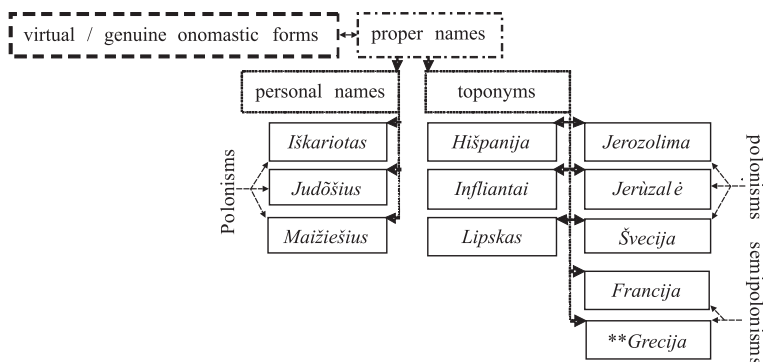 virtual / genuine onomastic forms
proper names
personal names
toponyms
Polonisms
Iškariotas
Judõšius
Maižiešius
Hišpanija
Infliantai
Lipskas
Jerozolima
Jerùzalė
Švecija
Francija
**Grecija
polonisms
semipolonisms